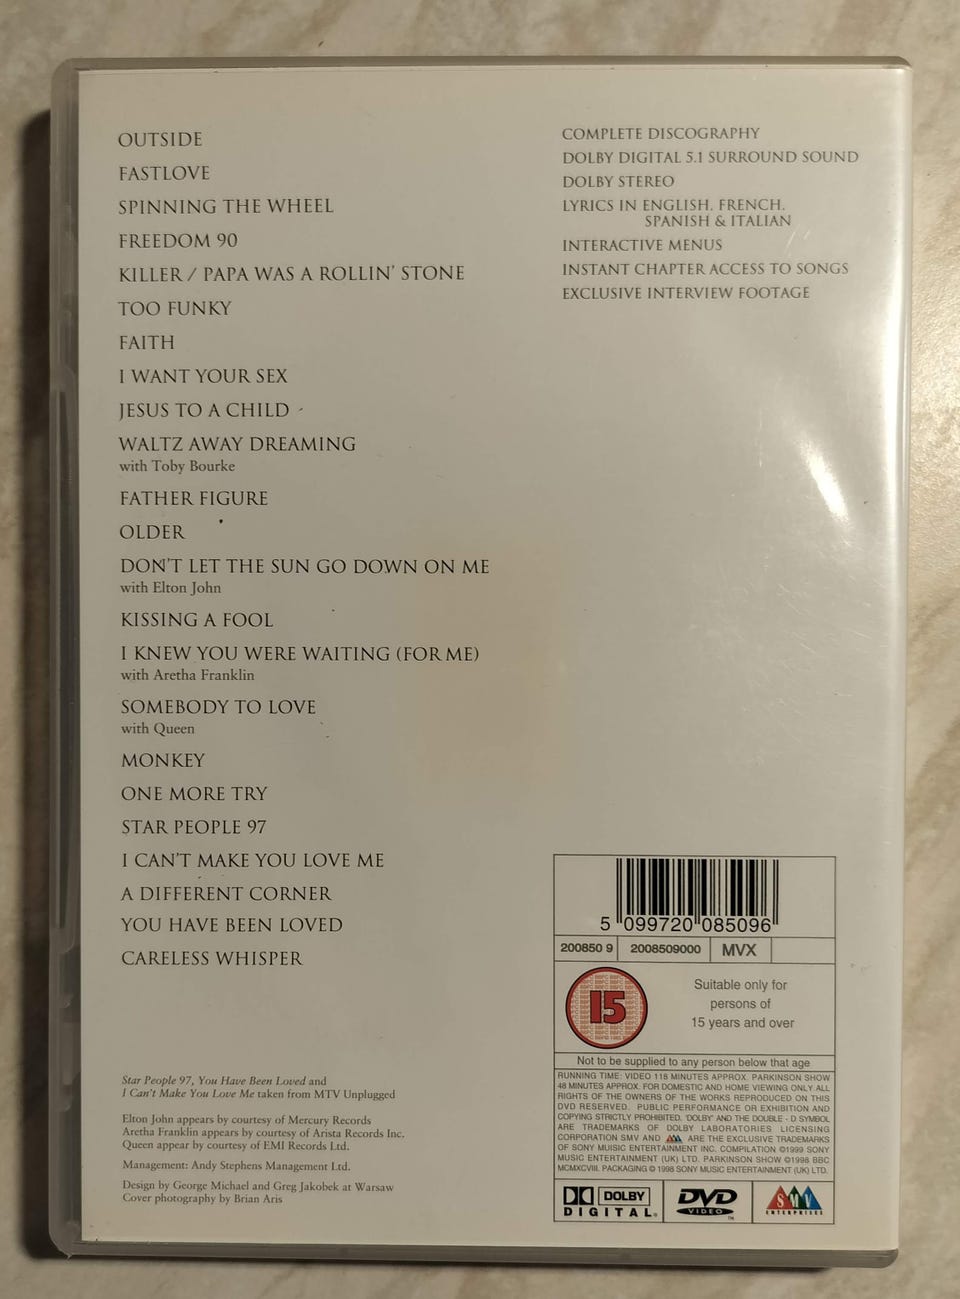 OUTSIDE
FASTLOVE
SPINNING THE WHEEL
FREEDOM 90
KILLER / PAPA WAS A ROLLIN' STONE
TOO FUNKY
FAITH
I WANT YOUR SEX
JESUS TO A CHILD
WALTZ AWAY DREAMING
with Toby Bourke
FATHER FIGURE
OLDER
DON'T LET THE SUN GO DOWN ON ME
with Elton John
KISSING A FOOL
I KNEW YOU WERE WAITING (FOR ME)
with Aretha Franklin
SOMEBODY TO LOVE
with Queen
MONKEY
ONE MORE TRY
STAR PEOPLE 97
I CAN'T MAKE YOU LOVE ME
A DIFFERENT CORNER
YOU HAVE BEEN LOVED
CARELESS WHISPER
Star People 97, You Have Been Loved and
I Can't Make You Love Me taken from MTV Unplugged
Elton John appears by courtesy of Mercury Records
Aretha Franklin appears by courtesy of Arista Records Inc.
Queen appear by courtesy of EMI Records Ltd.
Management: Andy Stephens Management Ltd.
Design by George Michael and Greg Jakobek at Warsaw
Cover photography by Brian Aris
COMPLETE DISCOGRAPHY
DOLBY DIGITAL 5.1 SURROUND SOUND
DOLBY STEREO
LYRICS IN ENGLISH, FRENCH,
SPANISH & ITALIAN
INTERACTIVE MENUS
INSTANT CHAPTER ACCESS TO SONGS
EXCLUSIVE INTERVIEW FOOTAGE
5 099720 085096
200850 9 2008509000 MVX
15
Suitable only for
persons of
15 years and over
Not to be supplied to any person below that age
RUNNING TIME: VIDEO 116 MINUTES APPROX. PARKINSON SHOW
48 MINUTES APPROX. FOR DOMESTIC AND HOME VIEWING ONLY ALL
RIGHTS OF THE OWNERS OF THE WORKS REPRODUCED ON THIS
DVD RESERVED. PUBLIC PERFORMANCE OR EXHIBITION AND
COPYING STRICTLY PROHIBITED. 'DOLBY' AND THE DOUBLE - D SYMBOL
ARE TRADEMARKS OF DOLBY LABORATORIES LICENSING
CORPORATION SMV AND SMV ARE THE EXCLUSIVE TRADEMARKS
OF SONY MUISIC ENTERTAINMENT INC. COMPILATION ©1999 SONY
MUSIC ENTERTAINMENT (UK) LTD. PARKINSON SHOW ©1998 BBC
MCMXCVIII. PACKAGING © 1998 SONY MUSIC ENTERTAINMENT (UK) LTD.
DOLBY
DIGITAL
DVD
VIDEO
TM
SMV
ENTERPRISES